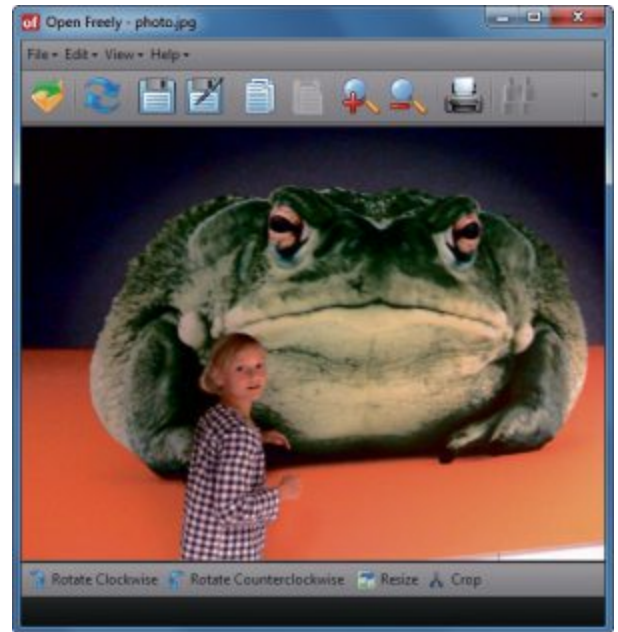 of Open Freely - photo.jpg
File Edit View Help
Rotate Clockwise Rotate Counterclockwise Resize Crop